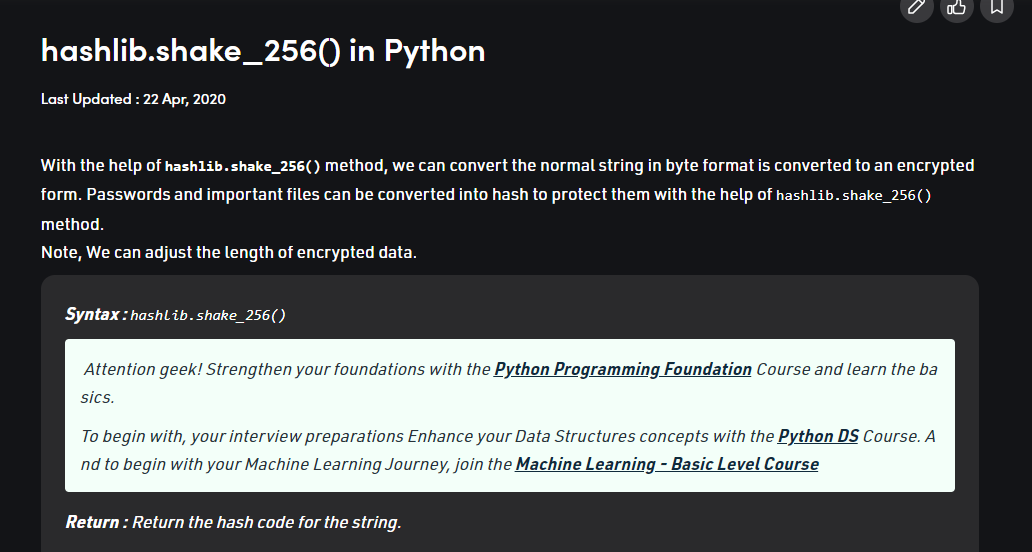 hashlib.shake_256() in Python
Last Updated : 22 Apr, 2020
With the help of hashlib.shake_256() method, we can convert the normal string in byte format is converted to an encrypted
form. Passwords and important files can be converted into hash to protect them with the help of hashlib.shake_256()
method.
Note, We can adjust the length of encrypted data.
Syntax : hashlib.shake_256()
Attention geek! Strengthen your foundations with the Python Programming Foundation Course and learn the ba
sics.
To begin with, your interview preparations Enhance your Data Structures concepts with the Python DS Course. A
nd to begin with your Machine Learning Journey, join the Machine Learning - Basic Level Course
Return : Return the hash code for the string.